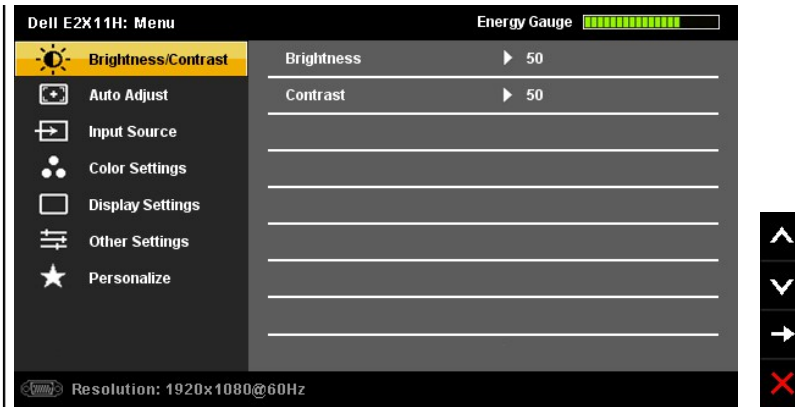 Dell E2X11H: Menu Energy Gauge
Brightness/Contrast Brightness 50
Auto Adjust Contrast 50
Input Source
Color Settings
Display Settings
Other Settings
Personalize
Resolution: 1920x1080@60Hz